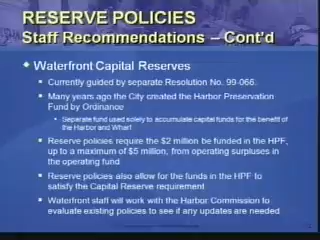 RESERVE POLICIES
Staff Recommendations – Cont'd
Waterfront Capital Reserves
Currently guided by separate Resolution No. 99-066.
Many years ago the City created the Harbor Preservation
Fund by Ordinance
Separate fund used solely to accumulate capital funds for the benefit of
the Harbor and Wharf
Reserve policies require the $2 million be funded in the HPF,
up to a maximum of $5 million, from operating surpluses in
the operating fund
Reserve policies also allow for the funds in the HPF to
satisfy the Capital Reserve requirement
Waterfront staff will work with the Harbor Commission to
evaluate existing policies to see if any updates are needed